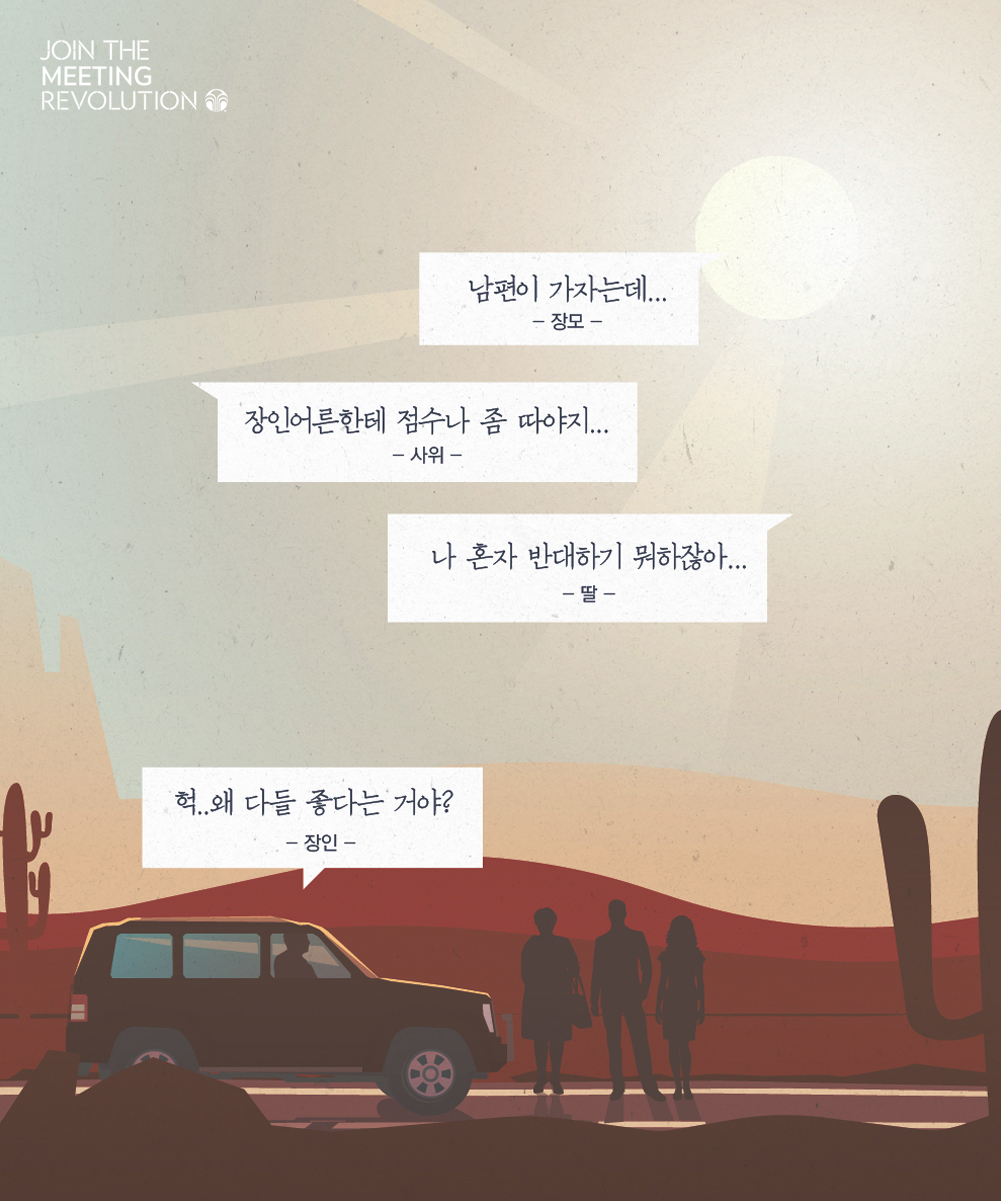 JOIN THE
MEETING
REVOLUTION
남편이 가자는데...
– 장모 –
장인어른한테 점수나 좀 따야지...
– 사위 –
나 혼자 반대하기 뭐하잖아...
– 딸 –
헉..왜 다들 좋다는 거야?
– 장인 –